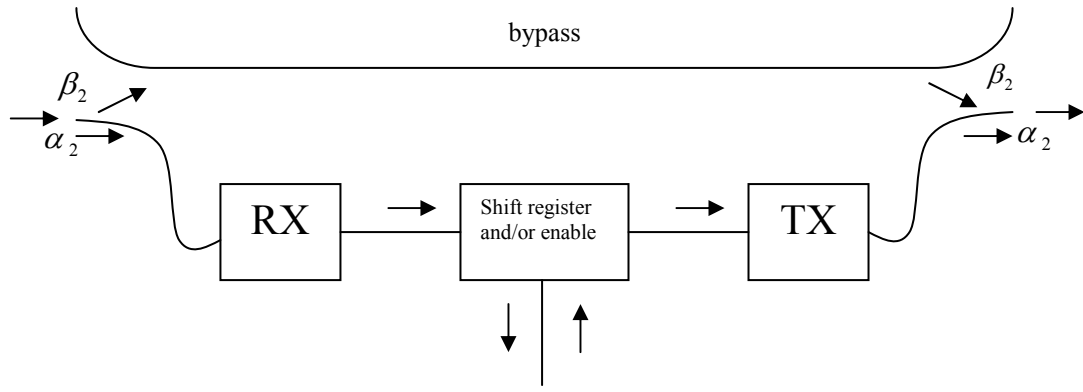 bypass
β₂
β₂
α₂
α₂
RX
Shift register
and/or enable
TX